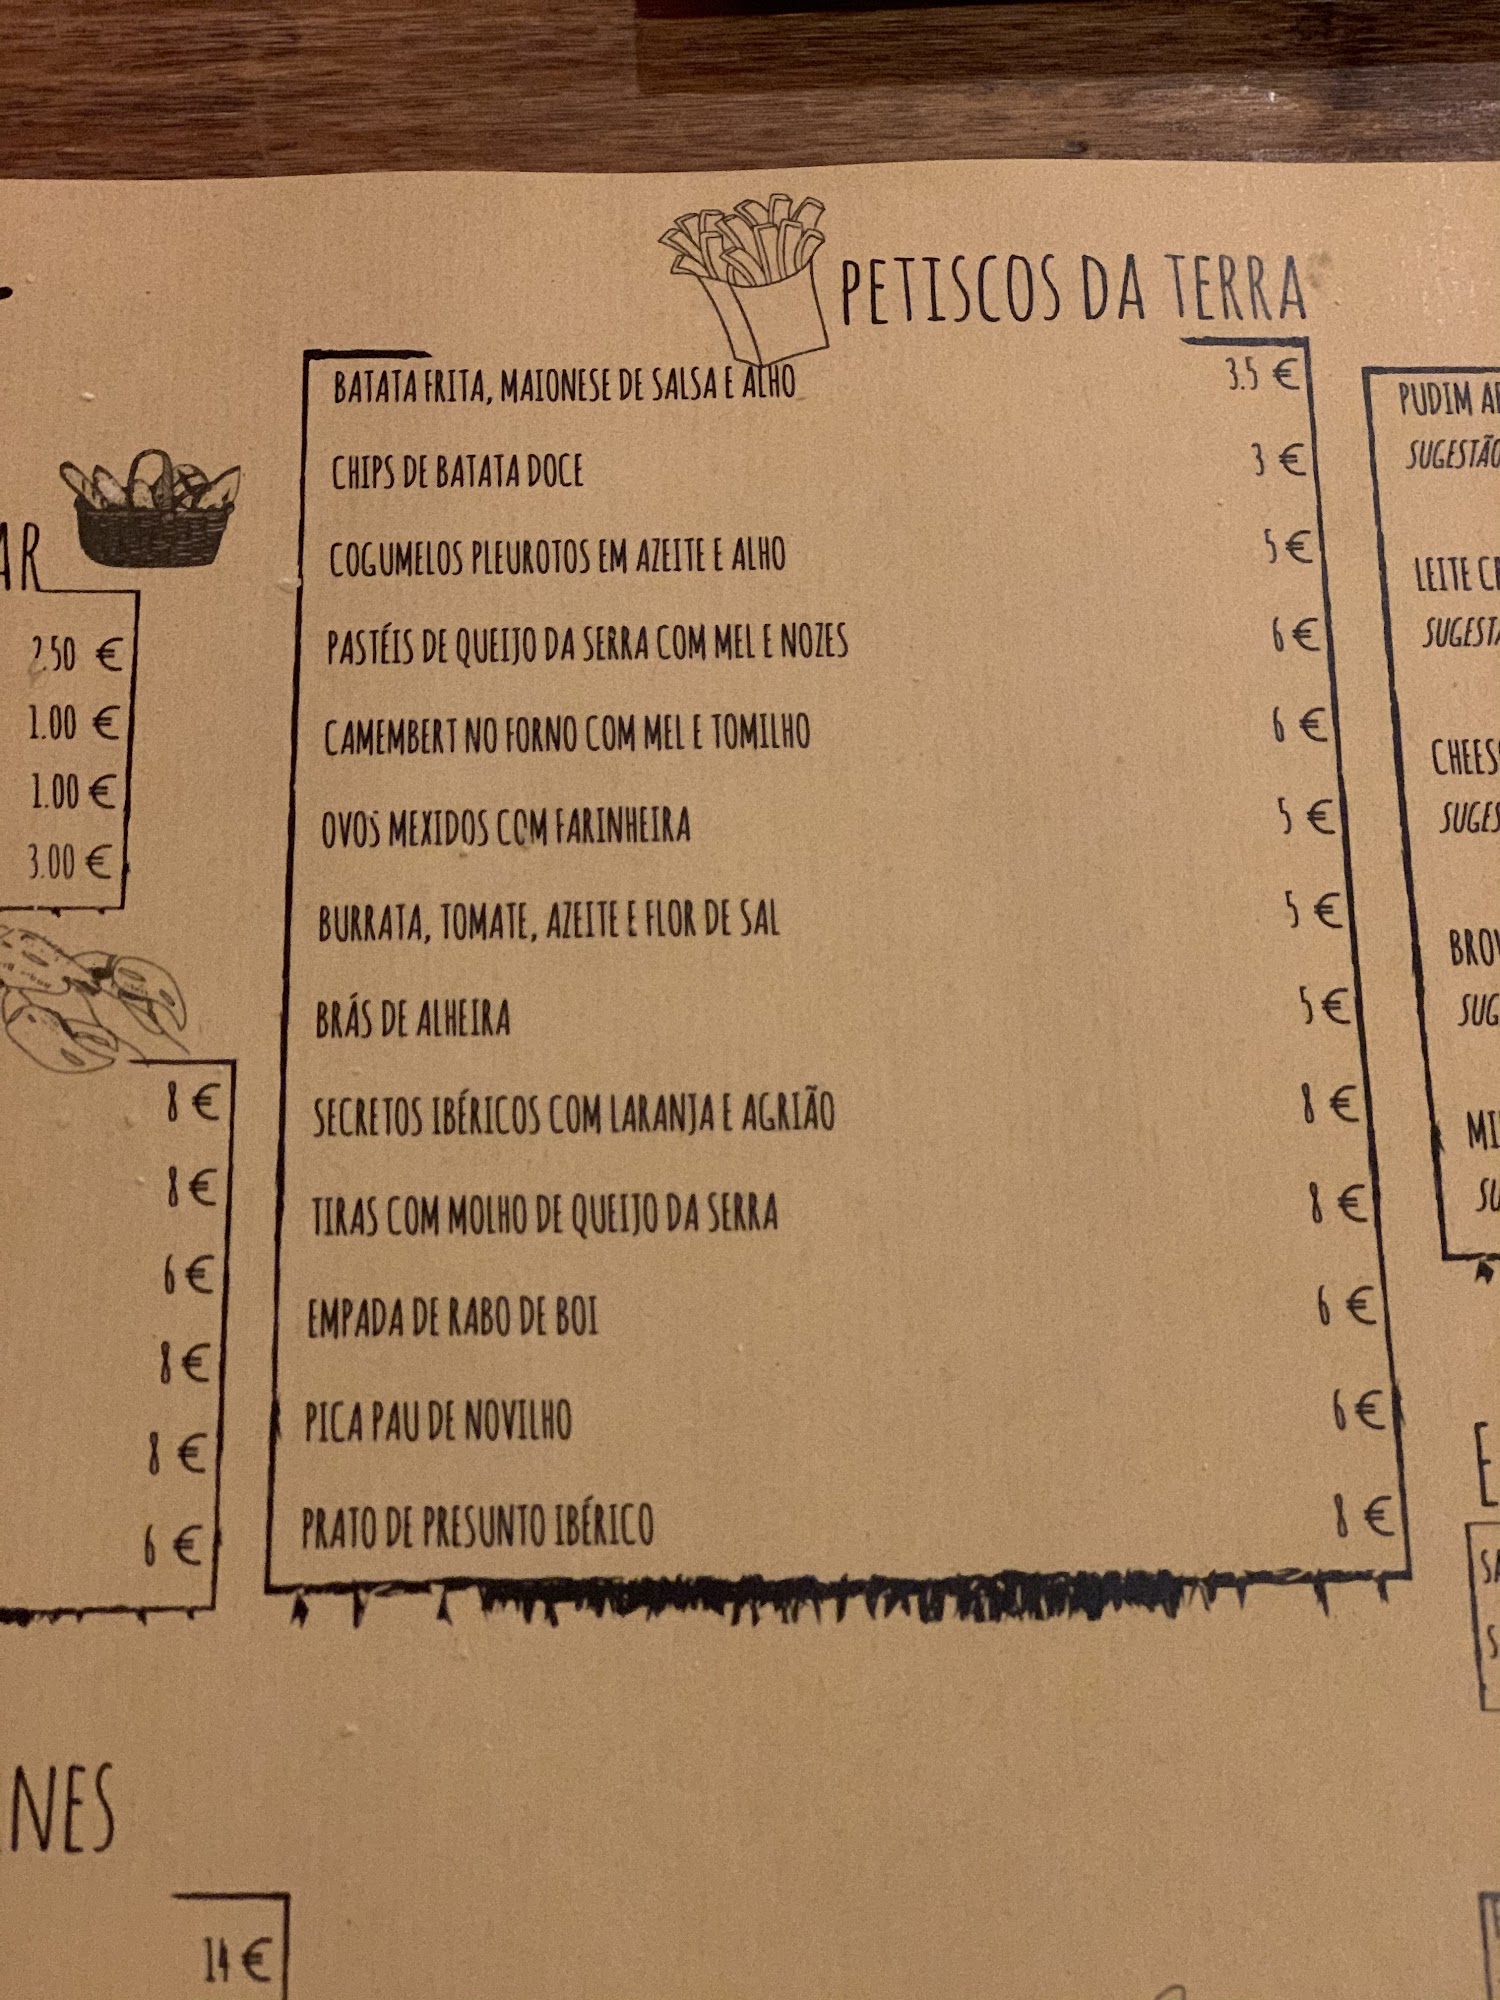 PETISCOS DA TERRA
BATATA FRITA, MAIONESE DE SALSA E ALHO 3.5 €
CHIPS DE BATATA DOCE 3 €
COGUMELOS PLEUROTOS EM AZEITE E ALHO 5 €
PASTÉIS DE QUEIJO DA SERRA COM MEL E NOZES 6 €
CAMEMBERT NO FORNO COM MEL E TOMILHO 6 €
OVOS MEXIDOS COM FARINHEIRA 5 €
BURRATA, TOMATE, AZEITE E FLOR DE SAL 5 €
BRÁS DE ALHEIRA 5 €
SECRETOS IBÉRICOS COM LARANJA E AGRIÃO 8 €
TIRAS COM MOLHO DE QUEIJO DA SERRA 8 €
EMPADA DE RABO DE BOI 6 €
PICA PAU DE NOVILHO 6 €
PRATO DE PRESUNTO IBÉRICO 8 €
AR
2.50 €
1.00 €
1.00 €
3.00 €
8 €
8 €
6 €
8 €
8 €
6 €
NES
14 €
PUDIM
SUGESTÃO
LEITE